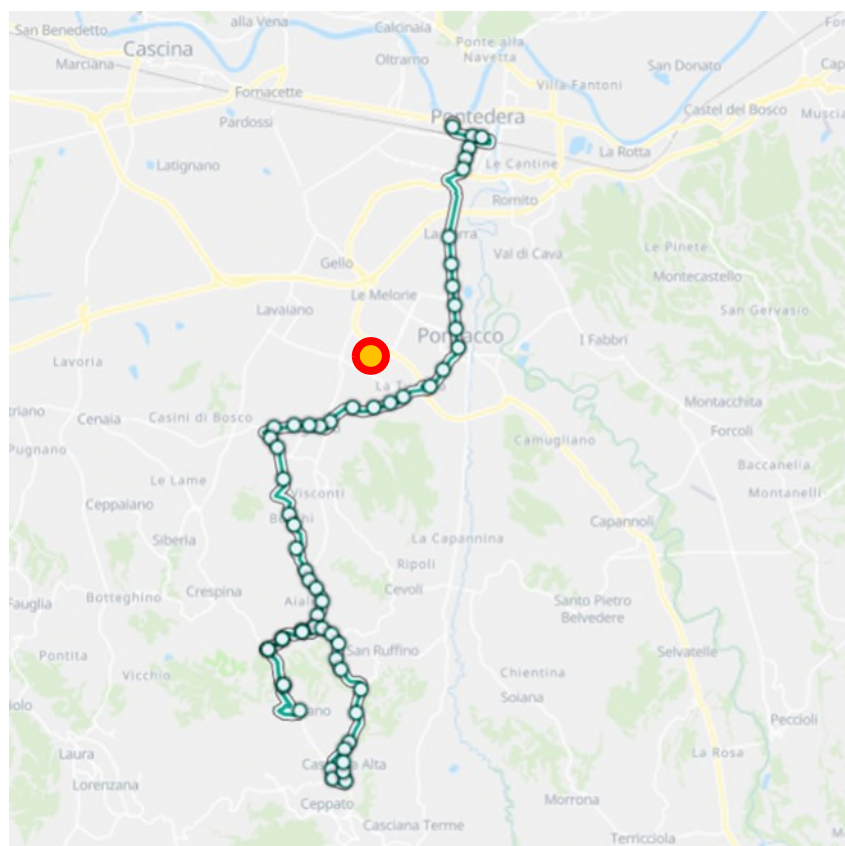 San Benedetto
alla Vena
Calcinaia
Cascina
Ponte alla
Navetta
Marciana
Oltrarno
San Donato
Fornacette
Villa Fantoni
Pontedera
Castel del Bosco
Pardossi
Latignano
Le Cantine
La Rotta
Romito
Val di Cava
Le Pinete
Gello
Montecastello
Lavaiano
Le Melorie
San Gervasio
I Fabbri
Lavoria
Montacchita
Cenaia
Casini di Bosco
Forcoli
Pugnano
Camugliano
Baccanella
Le Lame
Montanelli
Visconti
Ceppaiano
Capannoli
Siberia
La Capannina
Ripoli
Crespina
Cevoli
Botteghino
Fauglia
Santo Pietro
Belvedere
San Ruffino
Selvatelle
Pontita
Vicchio
Chientina
Soiana
Peccioli
Laura
La Rosa
Lorenzana
Ceppato
Morrona
Casciana Terme
Terricciola